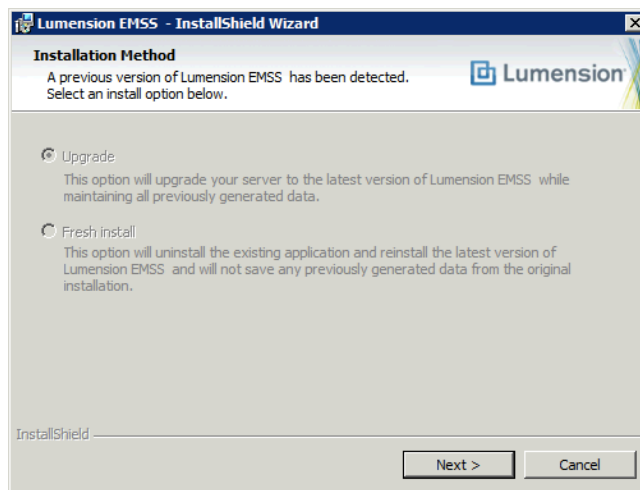 Lumension EMSS - InstallShield Wizard
Installation Method
A previous version of Lumension EMSS has been detected.
Select an install option below.
Lumension
Upgrade
This option will upgrade your server to the latest version of Lumension EMSS while
maintaining all previously generated data.
Fresh install
This option will uninstall the existing application and reinstall the latest version of
Lumension EMSS and will not save any previously generated data from the original
installation.
InstallShield
Next >
Cancel